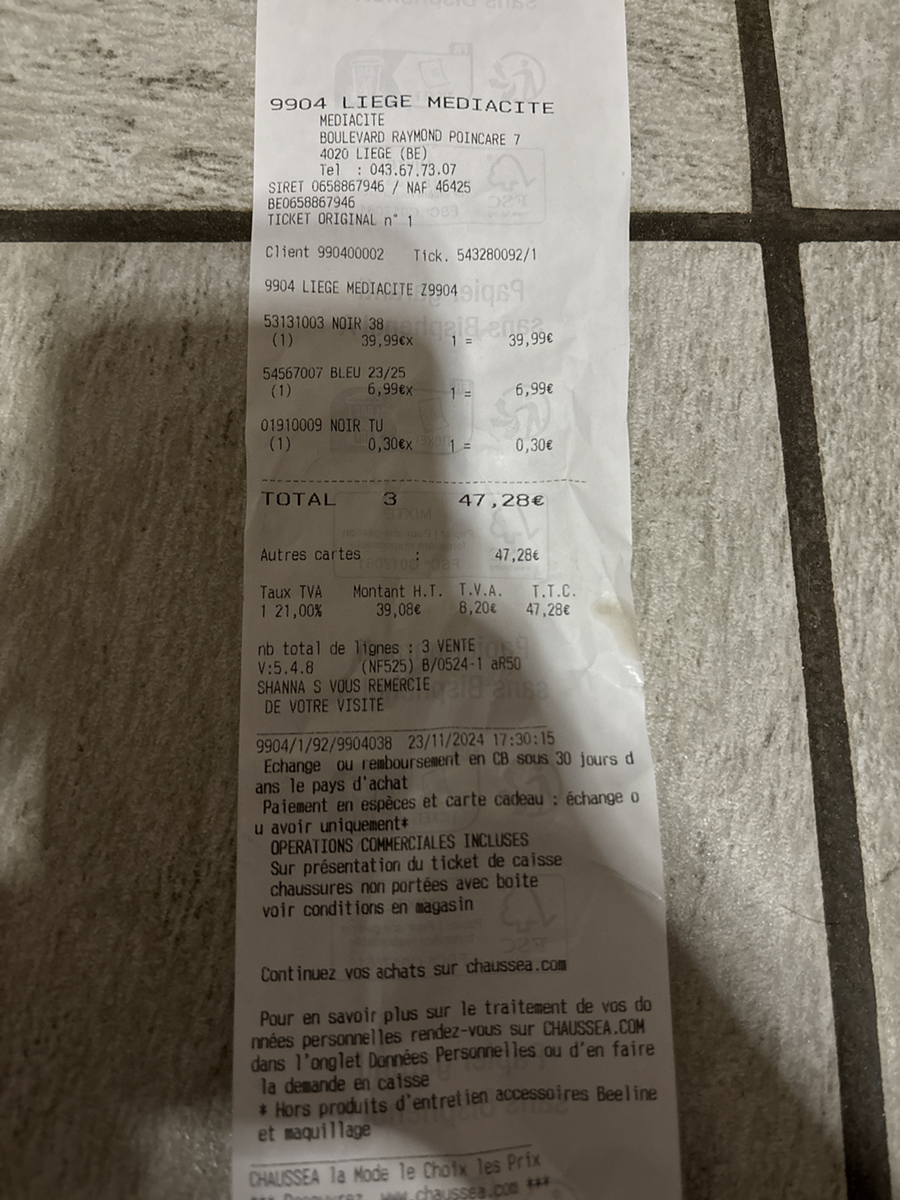 9904 LIEGE MEDIACITE
MEDIACITE
BOULEVARD RAYMOND POINCARE 7
4020 LIEGE (BE)
Tel : 043.67.73.07
SIRET 0658867946 / NAF 46425
BE0658867946
TICKET ORIGINAL n° 1
Client 990400002 Tick. 543280092/1
9904 LIEGE MEDIACITE Z9904
53131003 NOIR 38
(1) 39,99€x 1 = 39,99€
54567007 BLEU 23/25
(1) 6,99€x 1 = 6,99€
01910009 NOIR TU
(1) 0,30€x 1 = 0,30€
TOTAL 3 47,28€
Autres cartes : 47,28€
Taux TVA Montant H.T. T.V.A. T.T.C.
1 21,00% 39,08€ 8,20€ 47,28€
nb total de lignes : 3 VENTE
V:5.4.8 (NF525) B/0524-1 aR50
SHANNA S VOUS REMERCIE
DE VOTRE VISITE
9904/1/92/9904038 23/11/2024 17:30:15
Echange ou remboursement en CB sous 30 jours d
ans le pays d'achat
Paiement en espèces et carte cadeau : échange o
u avoir uniquement*
OPERATIONS COMMERCIALES INCLUSES
Sur présentation du ticket de caisse
chaussures non portées avec boite
voir conditions en magasin
Continuez vos achats sur chaussea.com
Pour en savoir plus sur le traitement de vos do
nnées personnelles rendez-vous sur CHAUSSEA.COM
dans l'onglet Données Personnelles ou d'en faire
la demande en caisse
* Hors produits d'entretien accessoires Beeline
et maquillage
CHAUSSEA la Mode le Choix les Prix
www.chaussea.com ***